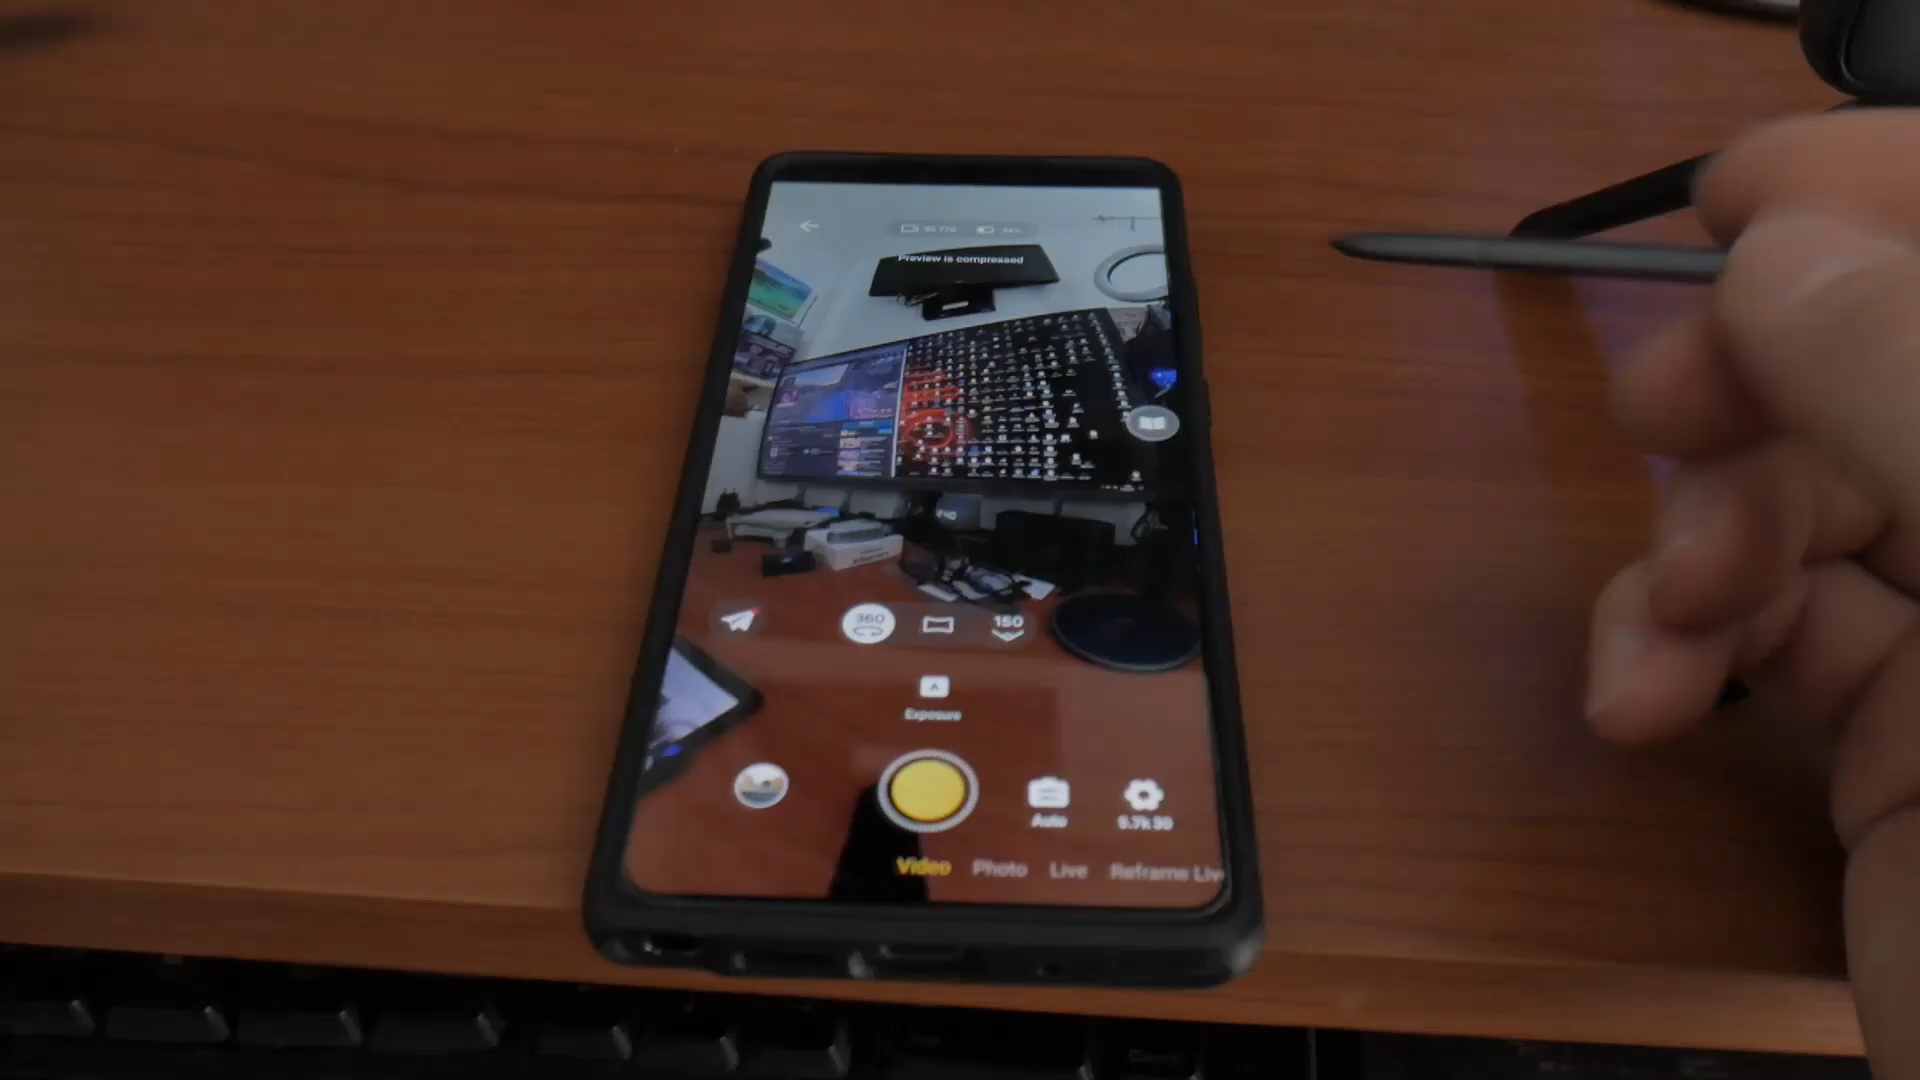 Preview is compressed
360
150
A
Exposure
Auto
5.7k 30
Video Photo Live Reframe Liv